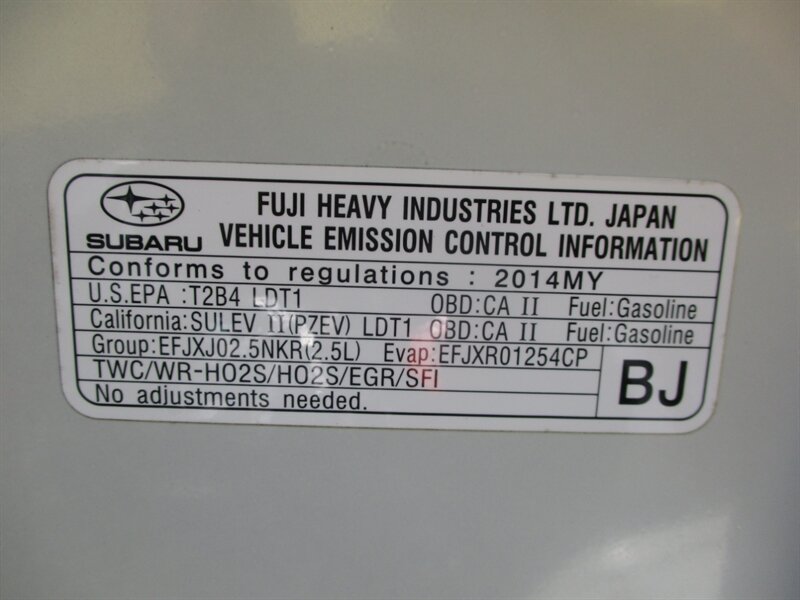 SUBARU
FUJI HEAVY INDUSTRIES LTD. JAPAN
VEHICLE EMISSION CONTROL INFORMATION
Conforms to regulations : 2014MY
U.S.EPA :T2B4 LDT1 OBD:CA II Fuel:Gasoline
California:SULEV II(PZEV) LDT1 OBD:CA II Fuel:Gasoline
Group:EFJXJ02.5NKR(2.5L) Evap:EFJXR01254CP
TWC/WR-HO2S/HO2S/EGR/SFI
No adjustments needed.
BJ